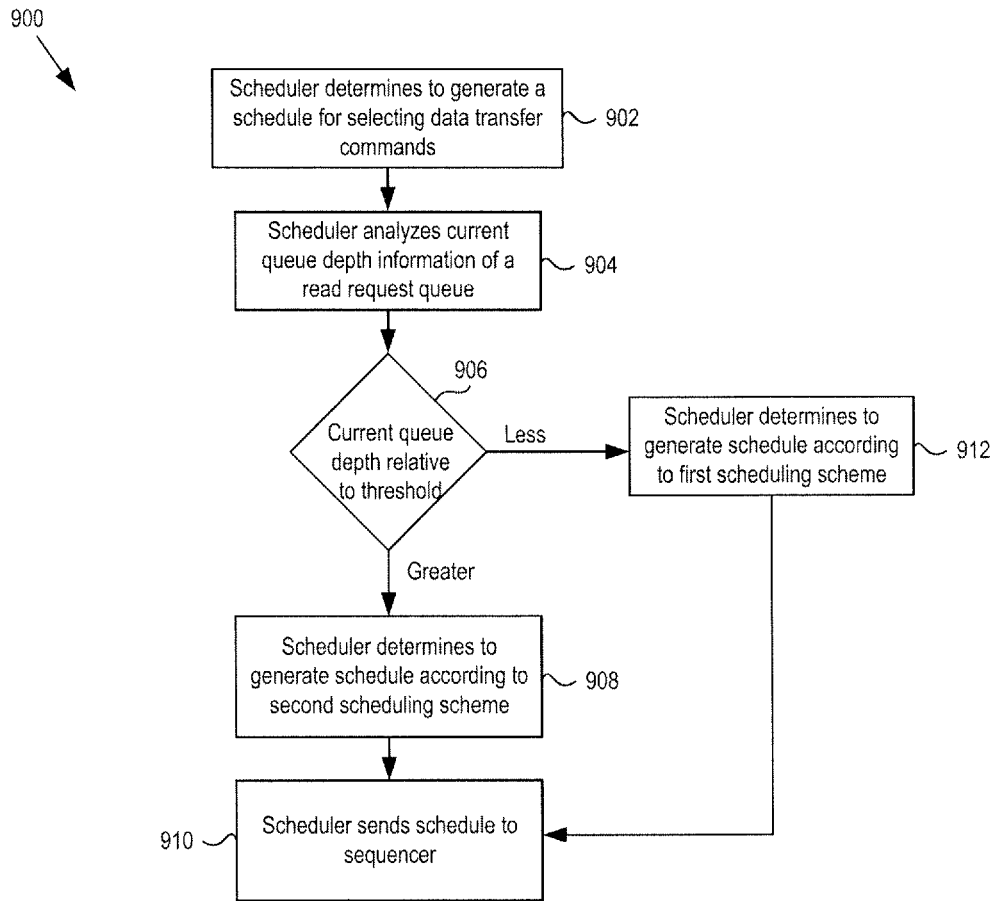 900
Scheduler determines to generate a
schedule for selecting data transfer
commands
902
Scheduler analyzes current
queue depth information of a
read request queue
904
906
Current queue
depth relative
to threshold
Less
Scheduler determines to
generate schedule according
to first scheduling scheme
912
Greater
Scheduler determines to
generate schedule according to
second scheduling scheme
908
910
Scheduler sends schedule to
sequencer